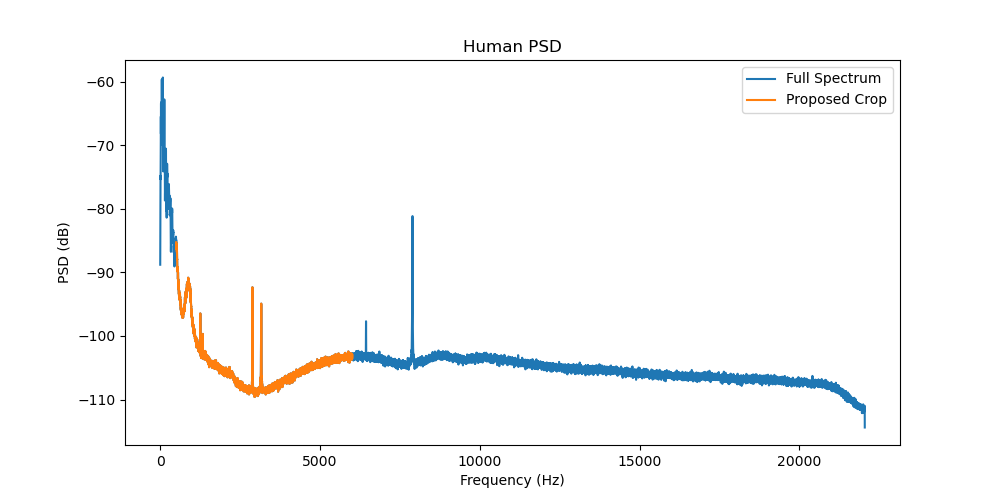 Human PSD
Full Spectrum
Proposed Crop
PSD (dB)
−60
−70
−80
−90
−100
−110
0 5000 10000 15000 20000
Frequency (Hz)